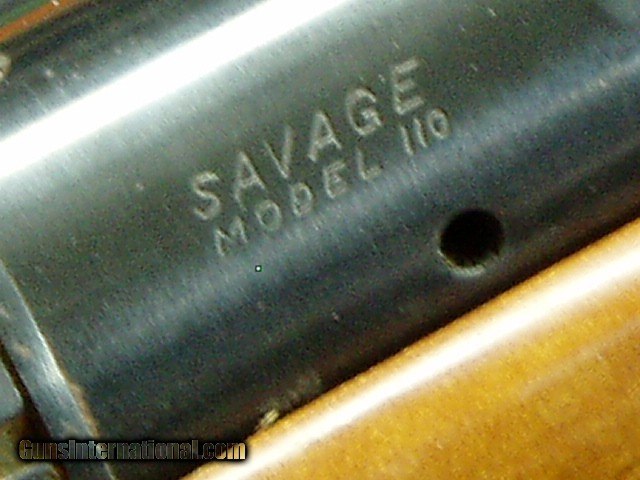 SAVAGE
MODEL 110
GunsInternational.com